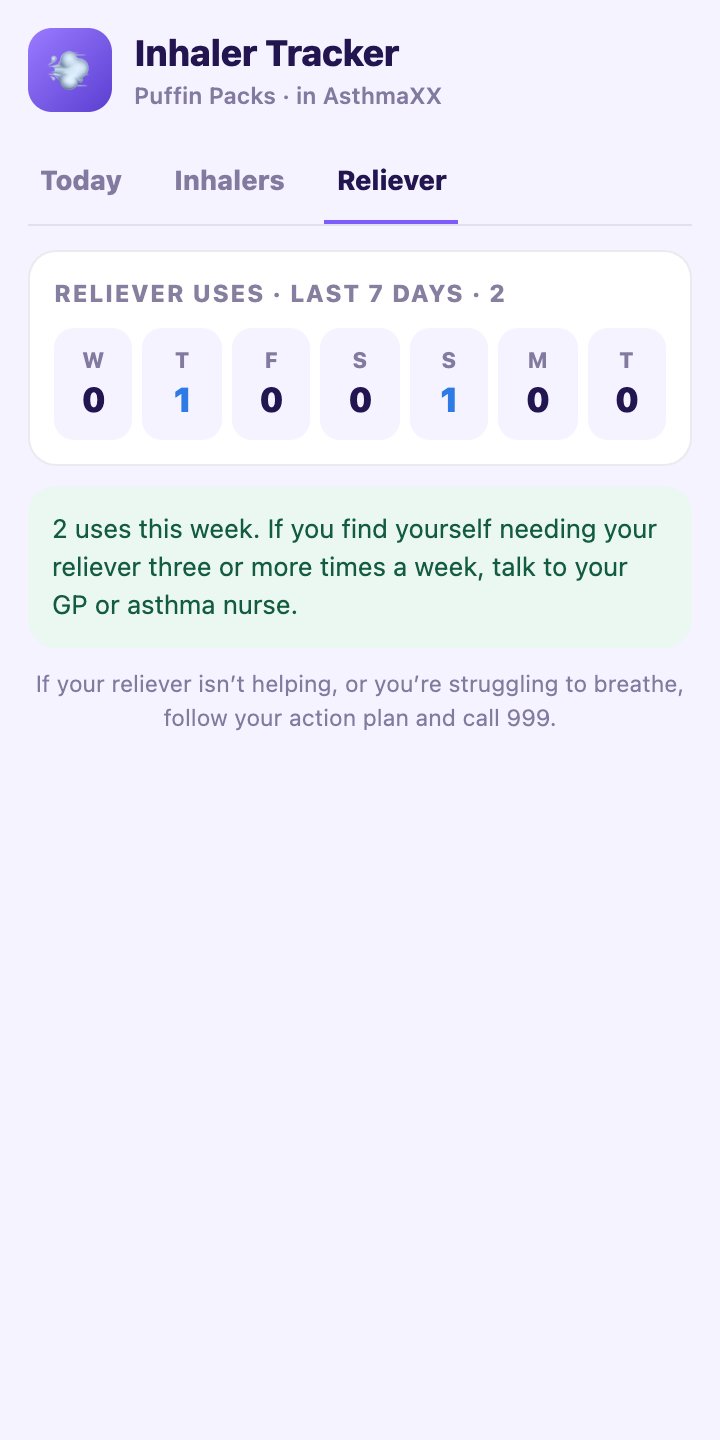 Inhaler Tracker
Puffin Packs · in AsthmaXX
Today Inhalers Reliever
RELIEVER USES · LAST 7 DAYS · 2
W T F S S M T
0 1 0 0 1 0 0
2 uses this week. If you find yourself needing your
reliever three or more times a week, talk to your
GP or asthma nurse.
If your reliever isn’t helping, or you’re struggling to breathe,
follow your action plan and call 999.